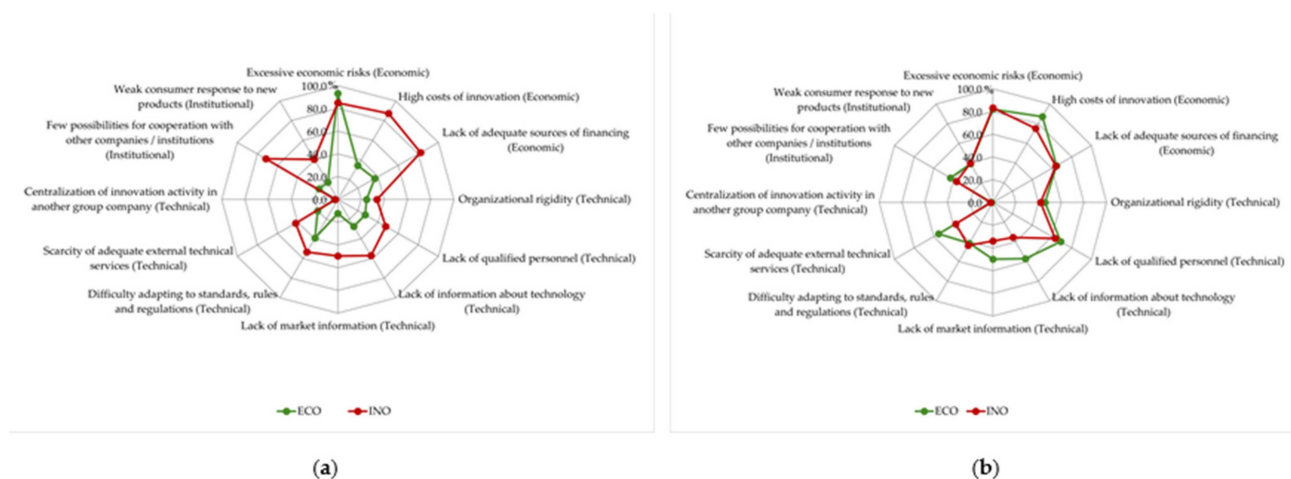 Excessive economic risks (Economic)
100.0%
Weak consumer response to new
products (Institutional)
80.0
High costs of innovation (Economic)
Few possibilities for cooperation with
other companies / institutions
(Institutional)
60.0
40.0
Lack of adequate sources of financing
(Economic)
20.0
Centralization of innovation activity in
another group company (Technical)
0.0
Organizational rigidity (Technical)
Scarcity of adequate external technical
services (Technical)
Lack of qualified personnel (Technical)
Difficulty adapting to standards, rules
and regulations (Technical)
Lack of information about technology
(Technical)
Lack of market information (Technical)
ECO INO
(a)
Excessive economic risks (Economic)
100.0%
Weak consumer response to new
products (Institutional)
80.0
High costs of innovation (Economic)
Few possibilities for cooperation with
other companies / institutions
(Institutional)
60.0
40.0
Lack of adequate sources of financing
(Economic)
20.0
Centralization of innovation activity in
another group company (Technical)
0.0
Organizational rigidity (Technical)
Scarcity of adequate external technical
services (Technical)
Lack of qualified personnel (Technical)
Difficulty adapting to standards, rules
and regulations (Technical)
Lack of information about technology
(Technical)
Lack of market information (Technical)
ECO INO
(b)